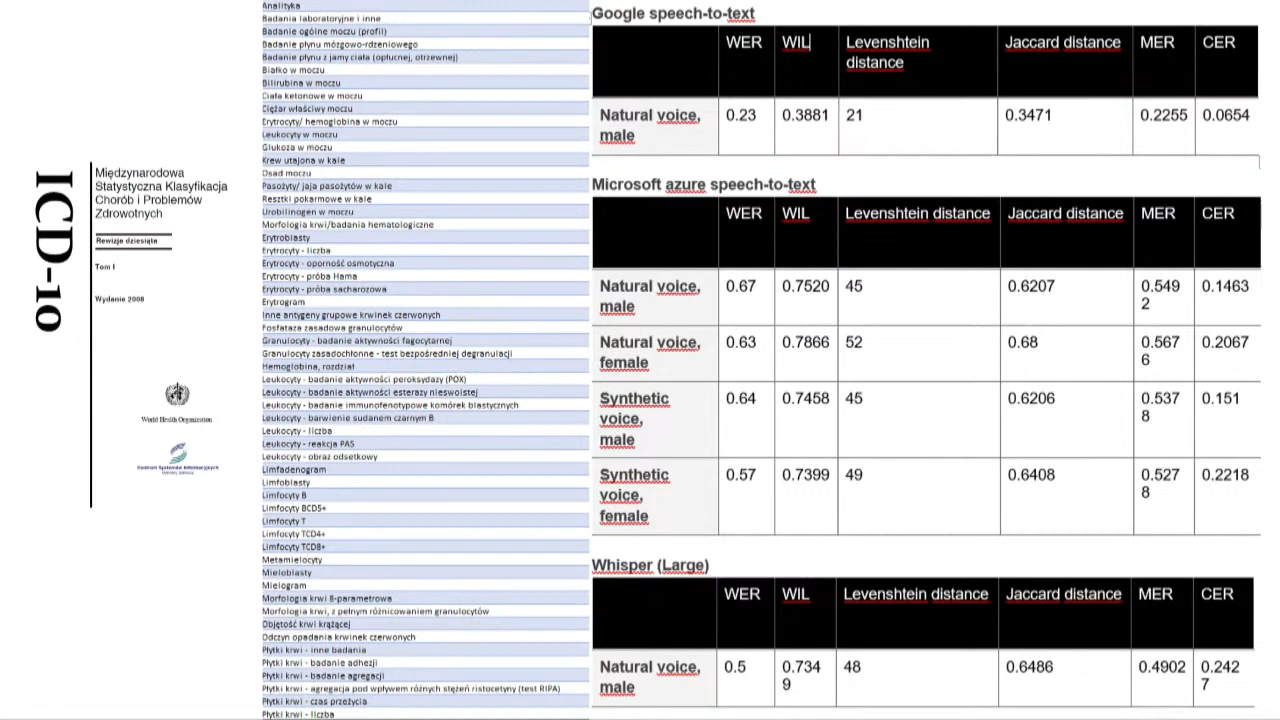 ICD-10
Międzynarodowa
Statystyczna Klasyfikacja
Chorób i Problemów
Zdrowotnych
Rewizja dziesiąta
Tom I
Wydanie 2008
World Health Organization
Centrum Systemów Informacyjnych
Ochrony Zdrowia
Analityka
Badania laboratoryjne i inne
Badanie ogólne moczu (profil)
Badanie płynu mózgowo-rdzeniowego
Badanie płynu z jamy ciała (opłucnej, otrzewnej)
Białko w moczu
Bilirubina w moczu
Ciała ketonowe w moczu
Ciężar właściwy moczu
Erytrocyty/ hemoglobina w moczu
Leukocyty w moczu
Glukoza w moczu
Krew utajona w kale
Osad moczu
Pasożyty/ jaja pasożytów w kale
Resztki pokarmowe w kale
Urobilinogen w moczu
Morfologia krwi/badania hematologiczne
Erytroblasty
Erytrocyty - liczba
Erytrocyty - oporność osmotyczna
Erytrocyty - próba Hama
Erytrocyty - próba sacharozowa
Erytrogram
Inne antygeny grupowe krwinek czerwonych
Fosfataza zasadowa granulocytów
Granulocyty - badanie aktywności fagocytarnej
Granulocyty zasadochłonne - test bezpośredniej degranulacji
Hemoglobina, rozdział
Leukocyty - badanie aktywności peroksydazy (POX)
Leukocyty - badanie aktywności esterazy nieswoistej
Leukocyty - badanie immunofenotypowe komórek blastycznych
Leukocyty - barwienie sudanem czarnym B
Leukocyty - liczba
Leukocyty - reakcja PAS
Leukocyty - obraz odsetkowy
Limfadenogram
Limfoblasty
Limfocyty B
Limfocyty BCD5+
Limfocyty T
Limfocyty TCD4+
Limfocyty TCD8+
Metamielocyty
Mieloblasty
Mielogram
Morfologia krwi 8-parametrowa
Morfologia krwi, z pełnym różnicowaniem granulocytów
Objętość krwi krążącej
Odczyn opadania krwinek czerwonych
Płytki krwi - inne badania
Płytki krwi - badanie adhezji
Płytki krwi - badanie agregacji
Płytki krwi - agregacja pod wpływem różnych stężeń ristocetyny (test RIPA)
Płytki krwi - czas przeżycia
Płytki krwi - liczba
Google speech-to-text
WER WIL Levenshtein distance Jaccard distance MER CER
Natural voice, male 0.23 0.3881 21 0.3471 0.2255 0.0654
Microsoft azure speech-to-text
WER WIL Levenshtein distance Jaccard distance MER CER
Natural voice, male 0.67 0.7520 45 0.6207 0.5492 0.1463
Natural voice, female 0.63 0.7866 52 0.68 0.5676 0.2067
Synthetic voice, male 0.64 0.7458 45 0.6206 0.5378 0.151
Synthetic voice, female 0.57 0.7399 49 0.6408 0.5278 0.2218
Whisper (Large)
WER WIL Levenshtein distance Jaccard distance MER CER
Natural voice, male 0.5 0.7349 48 0.6486 0.4902 0.2427